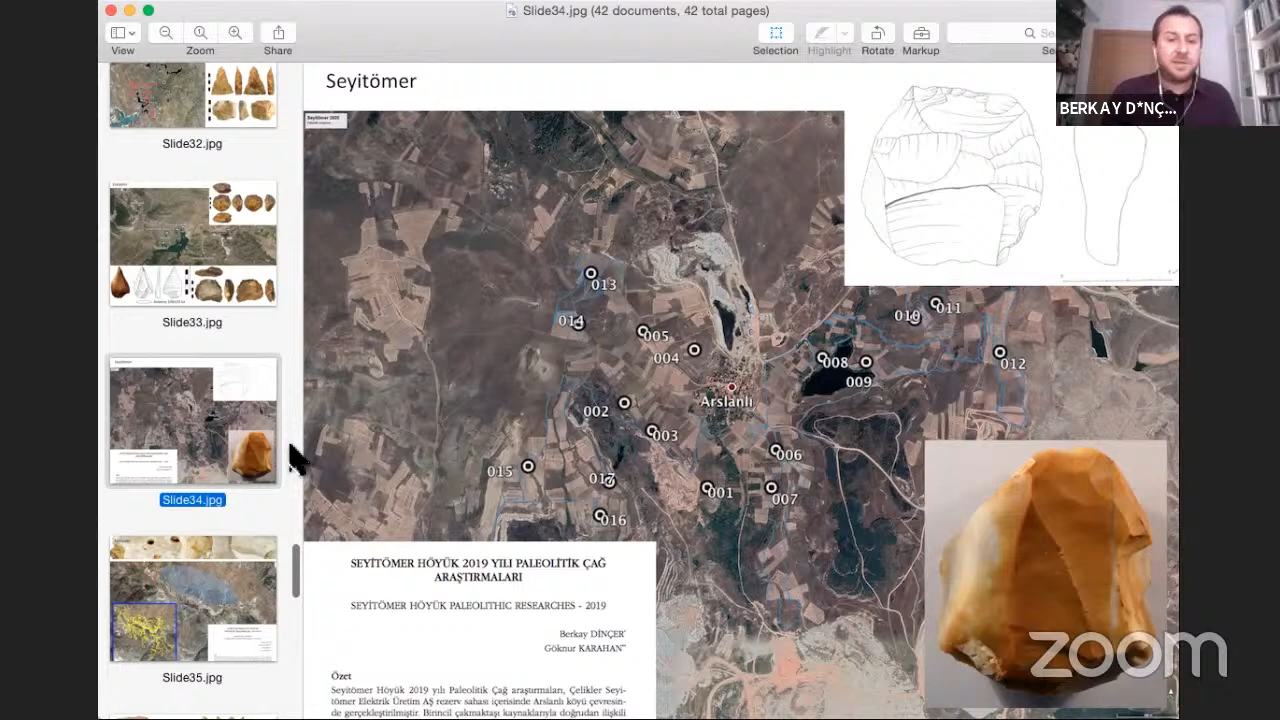 Slide34.jpg (42 documents, 42 total pages)
View
Zoom
Share
Selection
Highlight
Rotate
Markup
BERKAY D*NÇ...
Slide32.jpg
Slide33.jpg
Slide34.jpg
Slide35.jpg
Seyitömer
Seyitömer 2020
013
014
005
004
010
011
008
009
012
Arslanlı
002
003
006
015
017
001
007
016
SEYİTÖMER HÖYÜK 2019 YILI PALEOLİTİK ÇAĞ
ARAŞTIRMALARI
SEYİTÖMER HÖYÜK PALEOLITHIC RESEARCHES - 2019
Berkay DİNÇER*
Göknur KARAHAN**
Özet
Seyitömer Höyük 2019 yılı Paleolitik Çağ araştırmaları, Çelikler Seyi-
tömer Elektrik Üretim AŞ rezerv sahası içerisinde Arslanlı köyü çevresin-
de gerçekleştirilmiştir. Birincil çakmaktaşı kaynaklarıyla doğrudan ilişkili
zoom